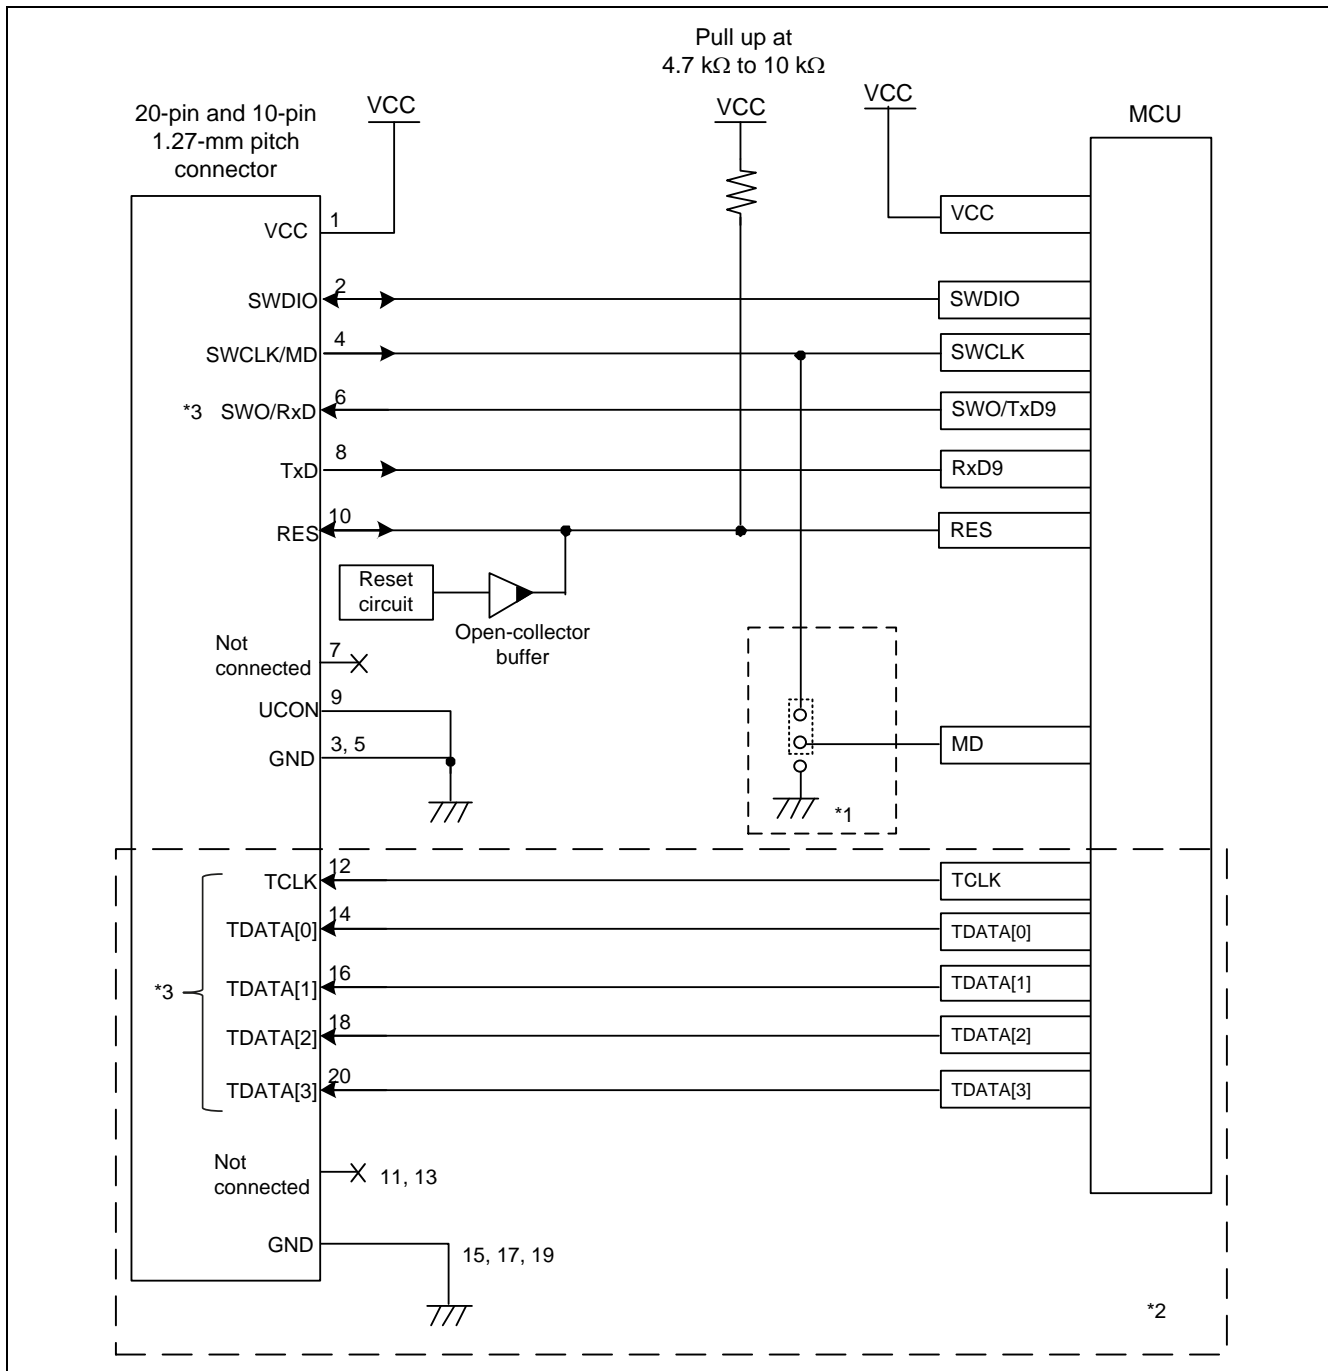 Pull up at
4.7 kΩ to 10 kΩ
20-pin and 10-pin
1.27-mm pitch
connector
VCC
VCC
VCC
MCU
VCC
1
VCC
SWDIO
2
SWDIO
SWCLK/MD
4
SWCLK
*3
SWO/RxD
6
SWO/TxD9
TxD
8
RxD9
RES
10
RES
Reset
circuit
Open-collector
buffer
Not
connected
7
UCON
9
GND
3, 5
MD
*1
TCLK
12
TCLK
TDATA[0]
14
TDATA[0]
*3
TDATA[1]
16
TDATA[1]
TDATA[2]
18
TDATA[2]
TDATA[3]
20
TDATA[3]
Not
connected
11, 13
GND
15, 17, 19
*2